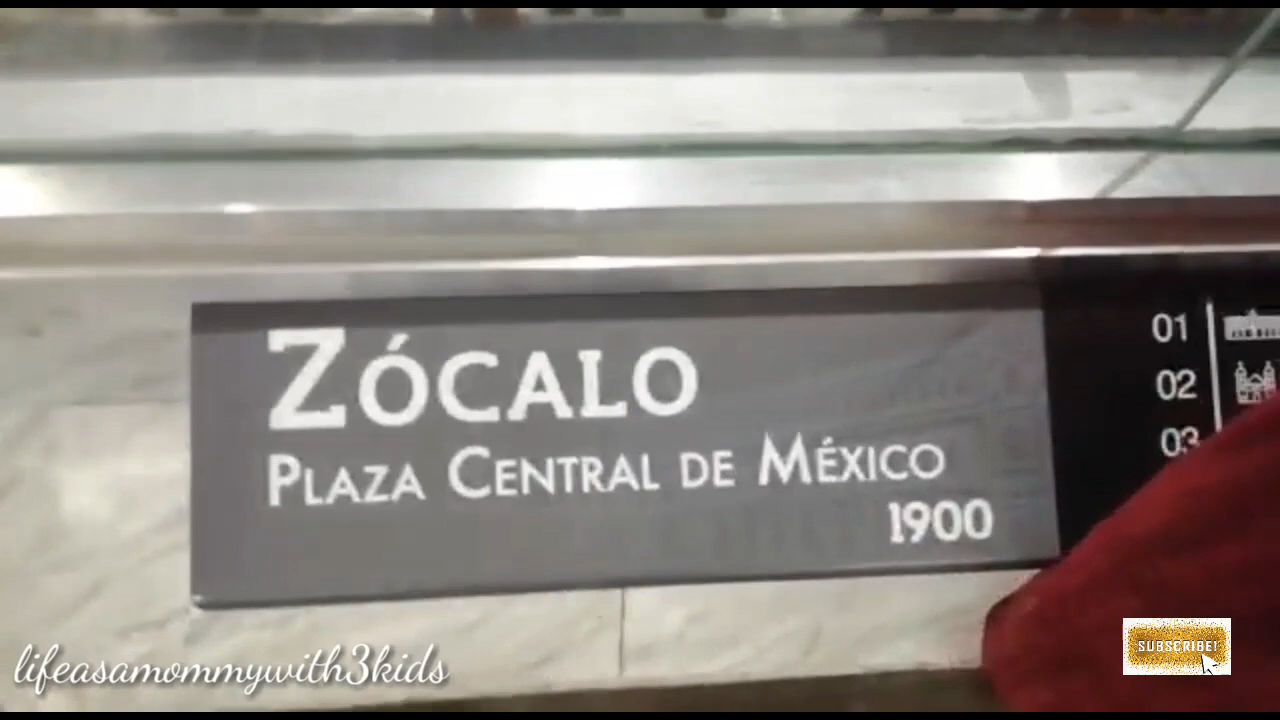 ZÓCALO
PLAZA CENTRAL DE MÉXICO
1900
01
02
03
lifeasamommywith3kids
SUBSCRIBE!